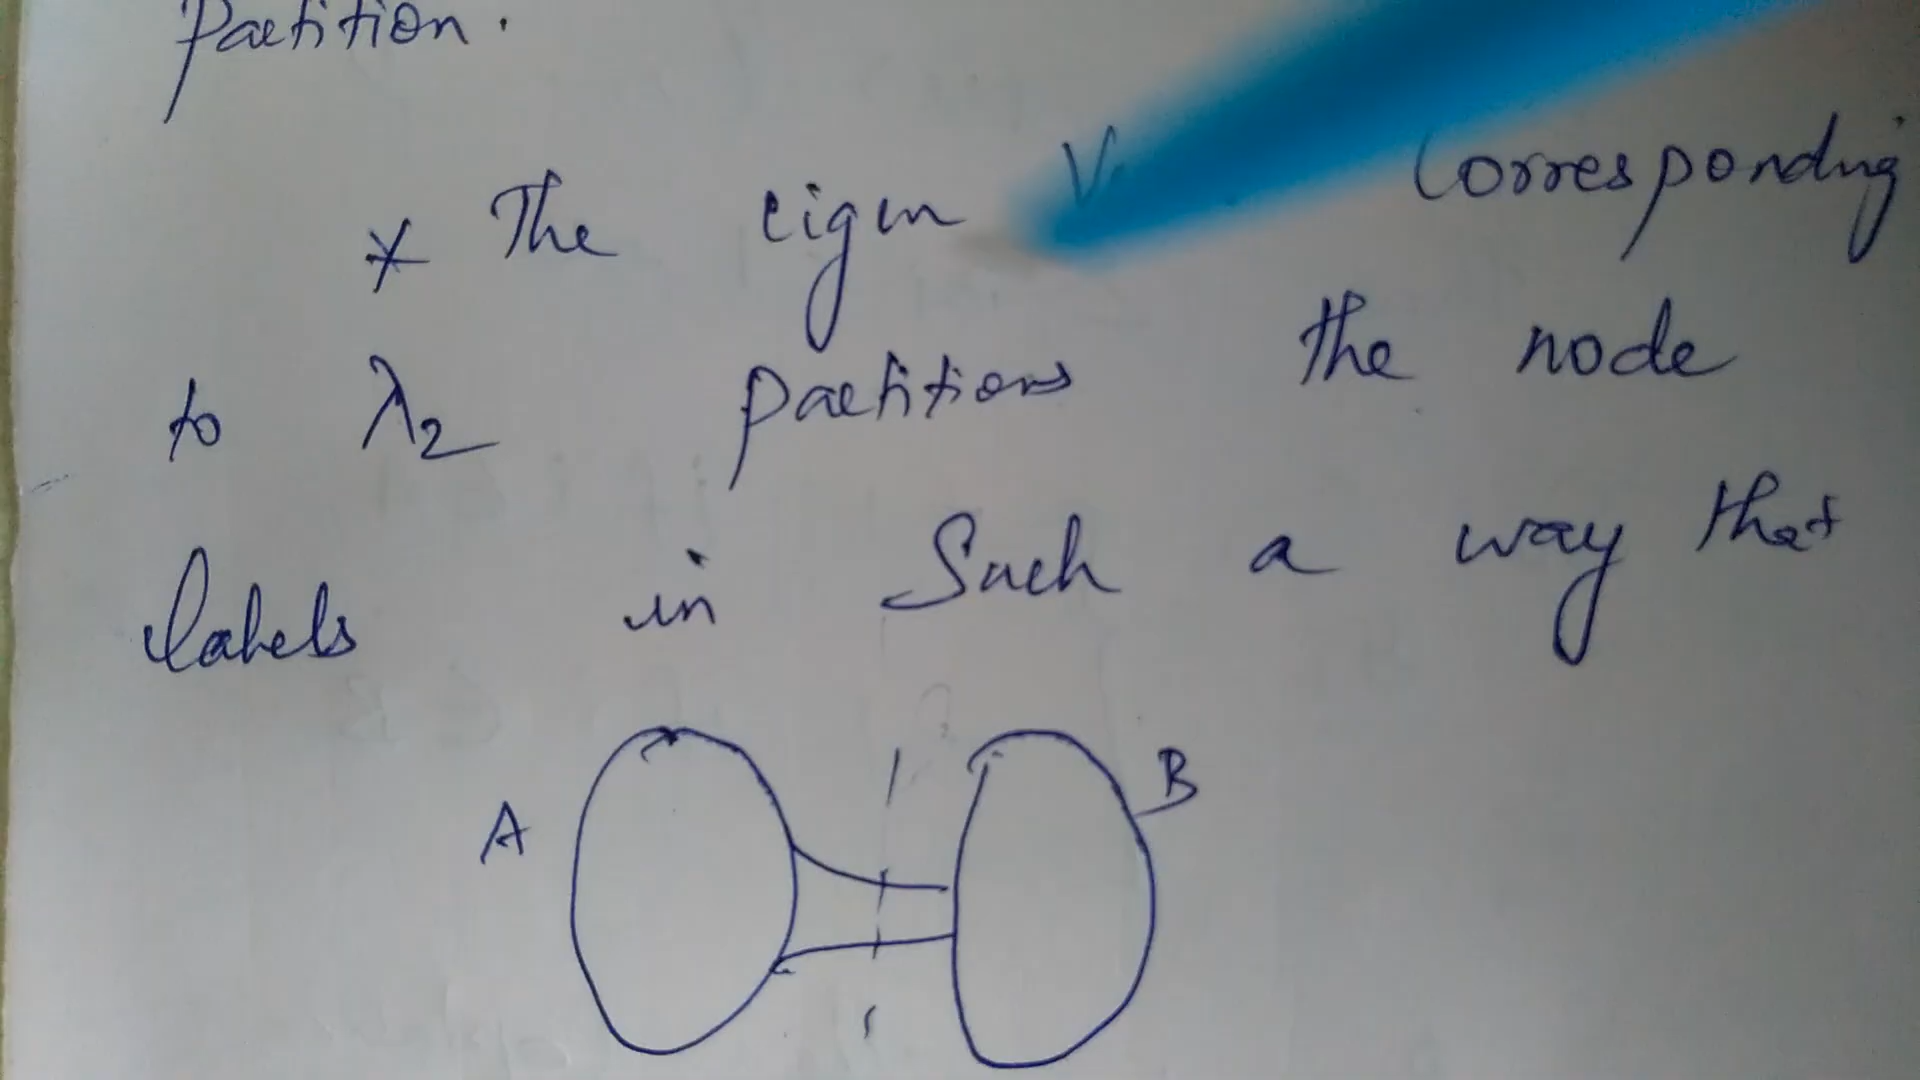 Partition.
* The eigen corresponding
to λ2 partitions the node
labels in such a way that
A B